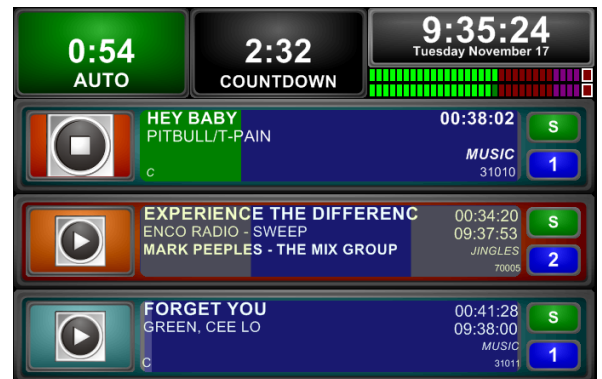 0:54
AUTO
2:32
COUNTDOWN
9:35:24
Tuesday November 17
HEY BABY
00:38:02
PITBULL/T-PAIN
S
MUSIC
C
31010
1
EXPERIENCE THE DIFFERENC
00:34:20
ENCO RADIO - SWEEP
09:37:53
S
MARK PEEPLES - THE MIX GROUP
JINGLES
70005
2
FORGET YOU
00:41:28
GREEN, CEE LO
09:38:00
S
MUSIC
C
31011
1